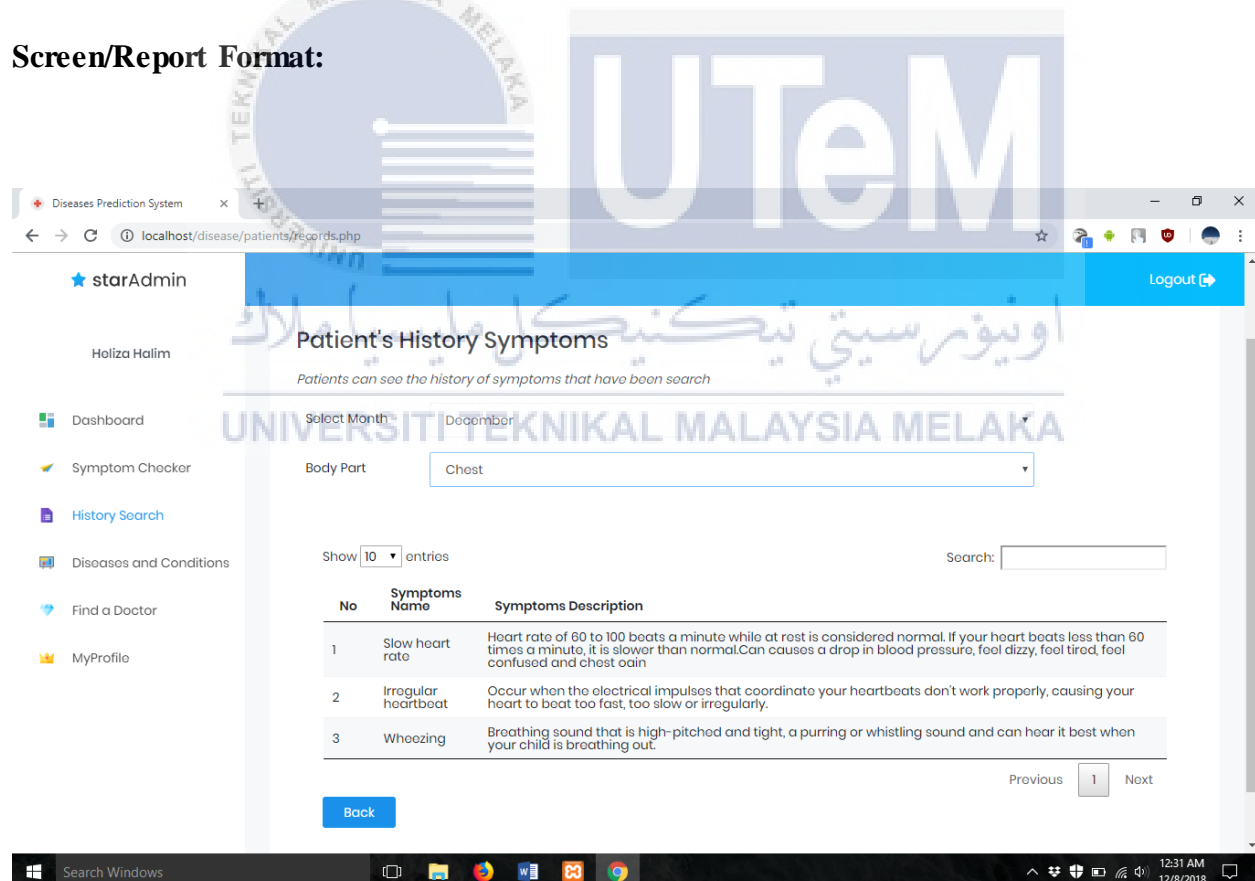 Screen/Report Format:
UTeM
TEKNIKAL MALAYSIA MELAKA
Diseases Prediction System
localhost/disease/patients/records.php
starAdmin
Logout
Heliza Halim
Dashboard
Symptom Checker
History Search
Diseases and Conditions
Find a Doctor
MyProfile
Patient's History Symptoms
Patients can see the history of symptoms that have been search
اونيۏرسيتي تيكنيكل مليسيا ملاك
UNIVERSITI TEKNIKAL MALAYSIA MELAKA
Select Month December
Body Part Chest
Show 10 entries
Search:
No Symptoms Name Symptoms Description
1 Slow heart rate Heart rate of 60 to 100 beats a minute while at rest is considered normal. If your heart beats less than 60
times a minute, it is slower than normal.Can causes a drop in blood pressure, feel dizzy, feel tired, feel
confused and chest oain
2 Irregular heartbeat Occur when the electrical impulses that coordinate your heartbeats don't work properly, causing your
heart to beat too fast, too slow or irregularly.
3 Wheezing Breathing sound that is high-pitched and tight, a purring or whistling sound and can hear it best when
your child is breathing out.
Previous 1 Next
Back
Search Windows
12:31 AM
12/8/2018